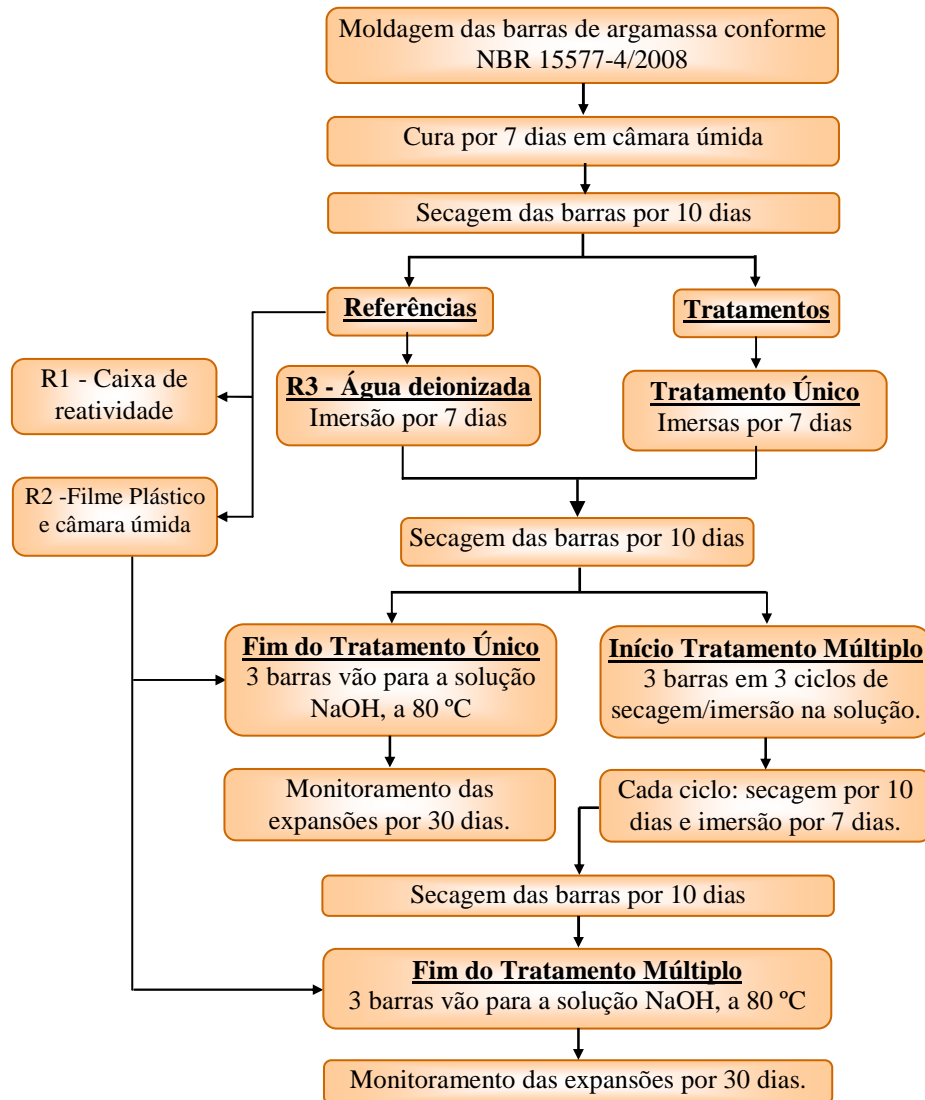 Moldagem das barras de argamassa conforme
NBR 15577-4/2008
Cura por 7 dias em câmara úmida
Secagem das barras por 10 dias
Referências
Tratamentos
R1 - Caixa de
reatividade
R3 - Água deionizada
Imersão por 7 dias
Tratamento Único
Imersas por 7 dias
R2 -Filme Plástico
e câmara úmida
Secagem das barras por 10 dias
Fim do Tratamento Único
3 barras vão para a solução
NaOH, a 80 ºC
Início Tratamento Múltiplo
3 barras em 3 ciclos de
secagem/imersão na solução.
Monitoramento das
expansões por 30 dias.
Cada ciclo: secagem por 10
dias e imersão por 7 dias.
Secagem das barras por 10 dias
Fim do Tratamento Múltiplo
3 barras vão para a solução NaOH, a 80 ºC
Monitoramento das expansões por 30 dias.